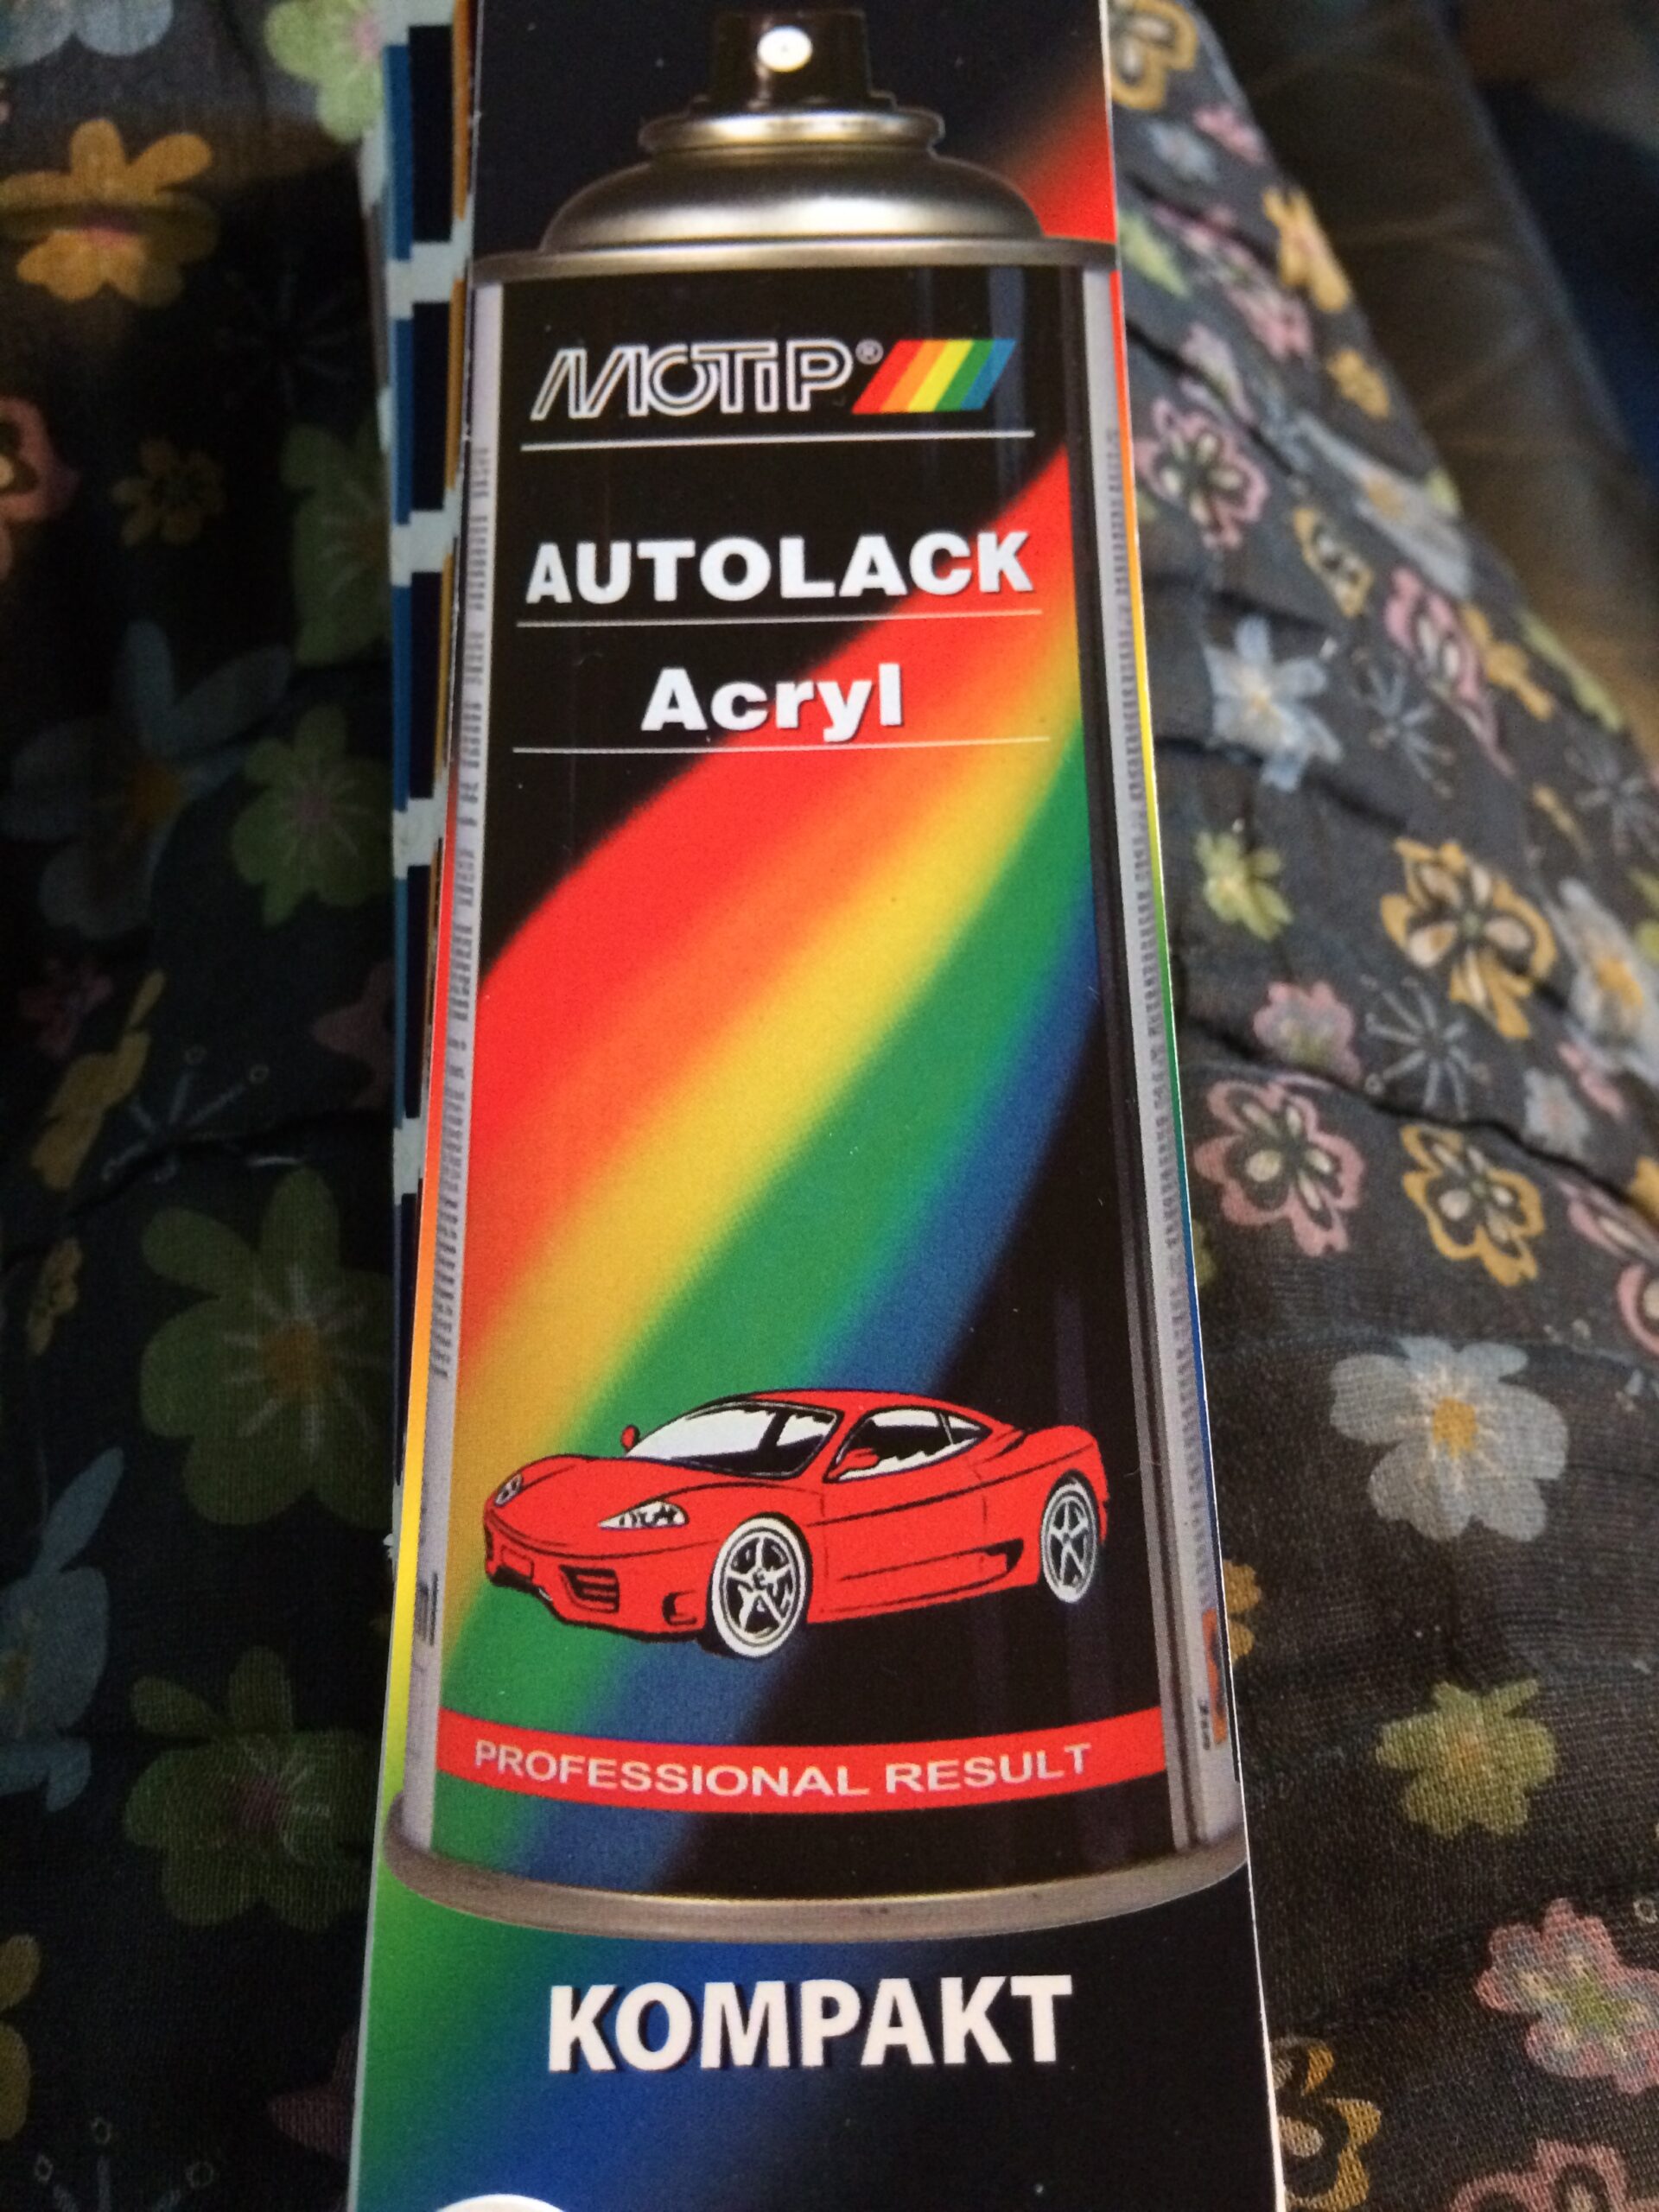 MOTIP®
AUTOLACK
Acryl
PROFESSIONAL RESULT
KOMPAKT